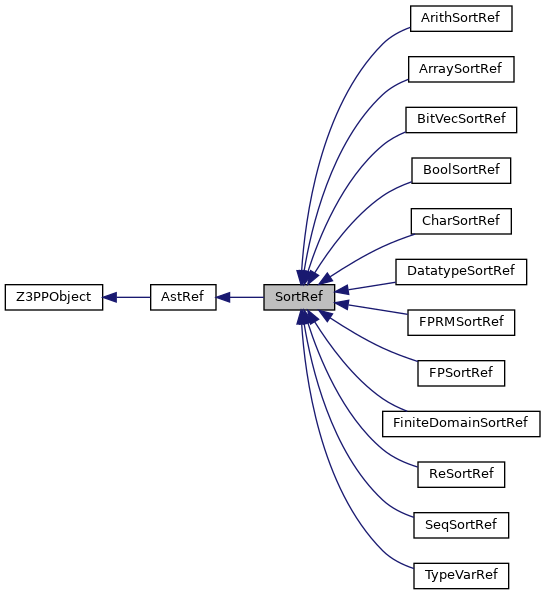 ArithSortRef
ArraySortRef
BitVecSortRef
BoolSortRef
CharSortRef
DatatypeSortRef
Z3PPObject
AstRef
SortRef
FPRMSortRef
FPSortRef
FiniteDomainSortRef
ReSortRef
SeqSortRef
TypeVarRef